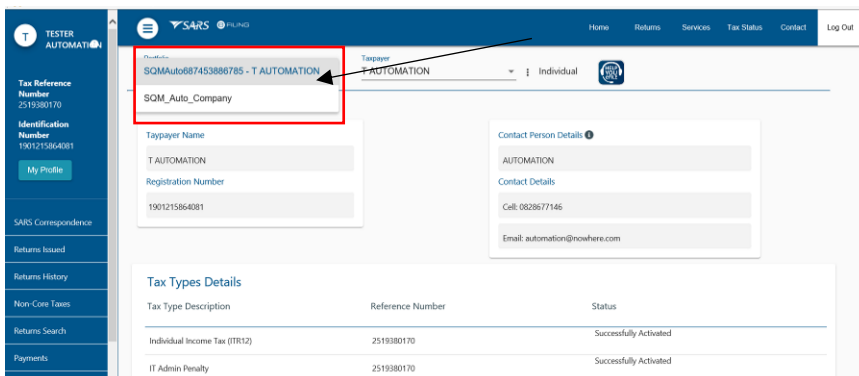 T
TESTER
AUTOMATION
SARS eFILING
Home
Returns
Services
Tax Status
Contact
Log Out
Portfolio
SQMAuto687453886785 - T AUTOMATION
SQM_Auto_Company
Taxpayer
T AUTOMATION
Individual
HELP
YOU
eFILE
Tax Reference
Number
2519380170
Identification
Number
1901215864081
My Profile
SARS Correspondence
Returns Issued
Returns History
Non-Core Taxes
Returns Search
Payments
Taypayer Name
T AUTOMATION
Registration Number
1901215864081
Contact Person Details
AUTOMATION
Contact Details
Cell: 0828677146
Email: automation@nowhere.com
Tax Types Details
Tax Type Description Reference Number Status
Individual Income Tax (ITR12) 2519380170 Successfully Activated
IT Admin Penalty 2519380170 Successfully Activated